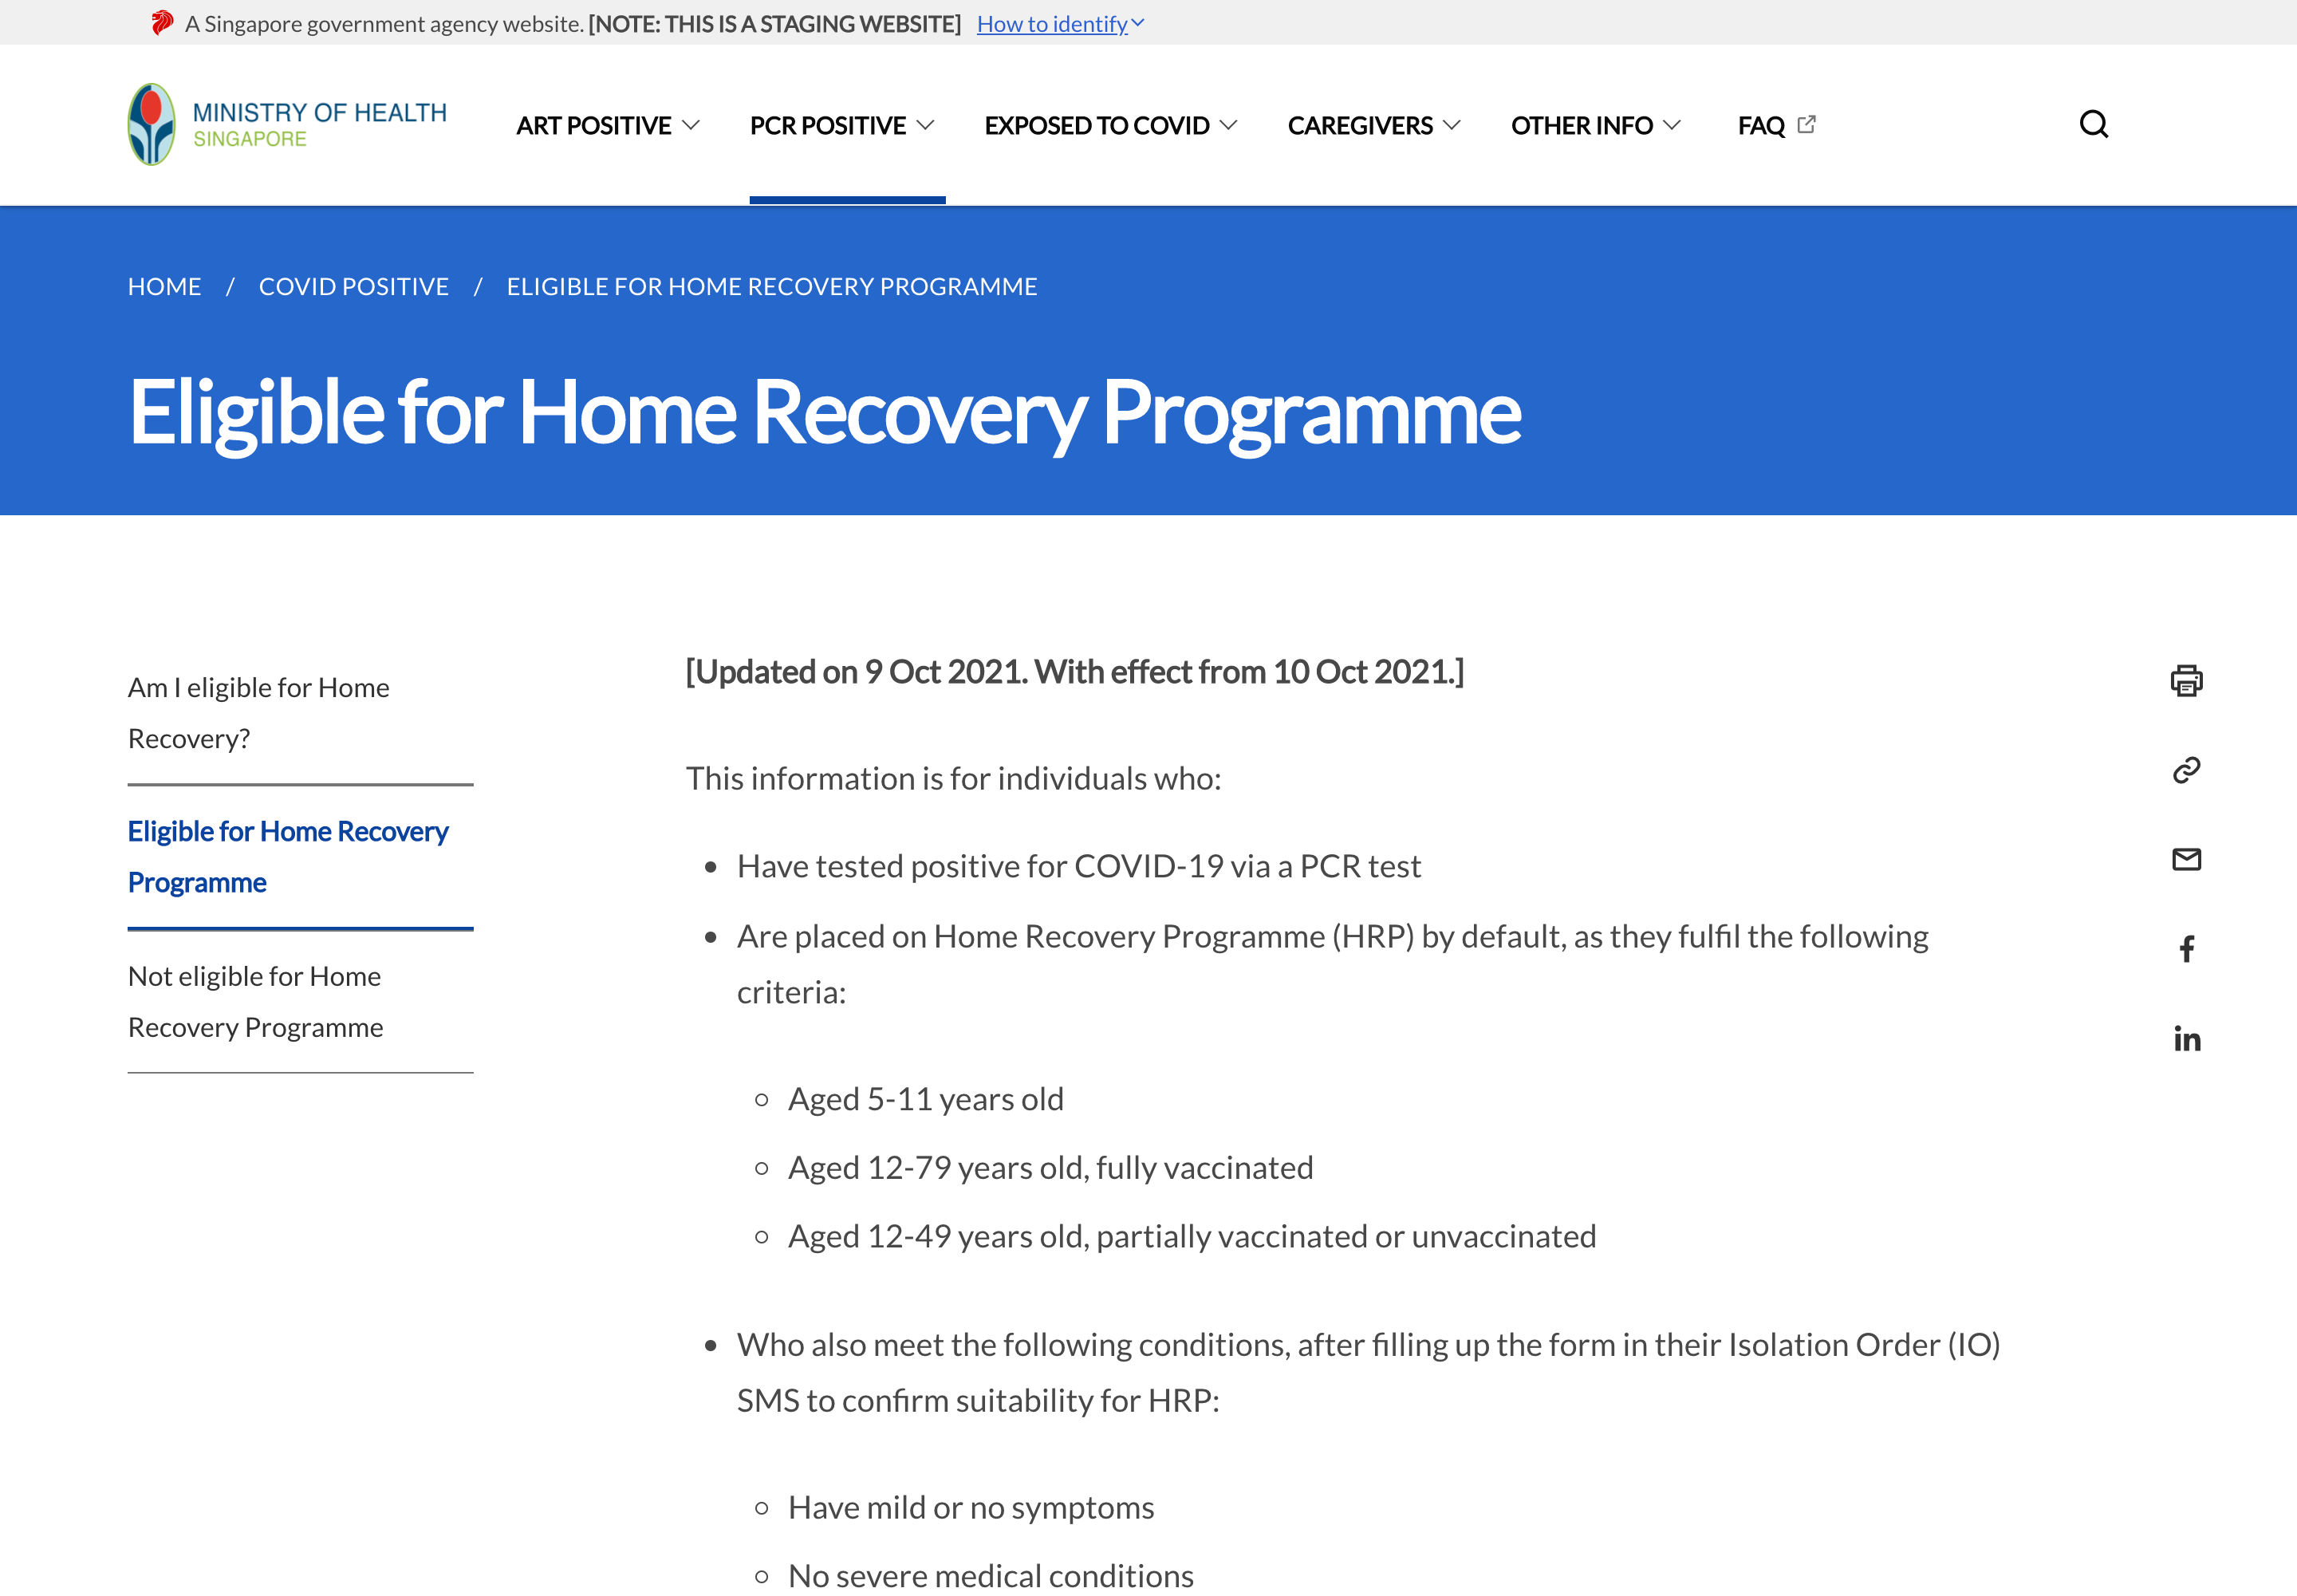 A Singapore government agency website. [NOTE: THIS IS A STAGING WEBSITE] How to identify
MINISTRY OF HEALTH
SINGAPORE
ART POSITIVE
PCR POSITIVE
EXPOSED TO COVID
CAREGIVERS
OTHER INFO
FAQ
HOME / COVID POSITIVE / ELIGIBLE FOR HOME RECOVERY PROGRAMME
Eligible for Home Recovery Programme
Am I eligible for Home
Recovery?
Eligible for Home Recovery
Programme
Not eligible for Home
Recovery Programme
[Updated on 9 Oct 2021. With effect from 10 Oct 2021.]
This information is for individuals who:
Have tested positive for COVID-19 via a PCR test
Are placed on Home Recovery Programme (HRP) by default, as they fulfil the following
criteria:
Aged 5-11 years old
Aged 12-79 years old, fully vaccinated
Aged 12-49 years old, partially vaccinated or unvaccinated
Who also meet the following conditions, after filling up the form in their Isolation Order (IO)
SMS to confirm suitability for HRP:
Have mild or no symptoms
No severe medical conditions